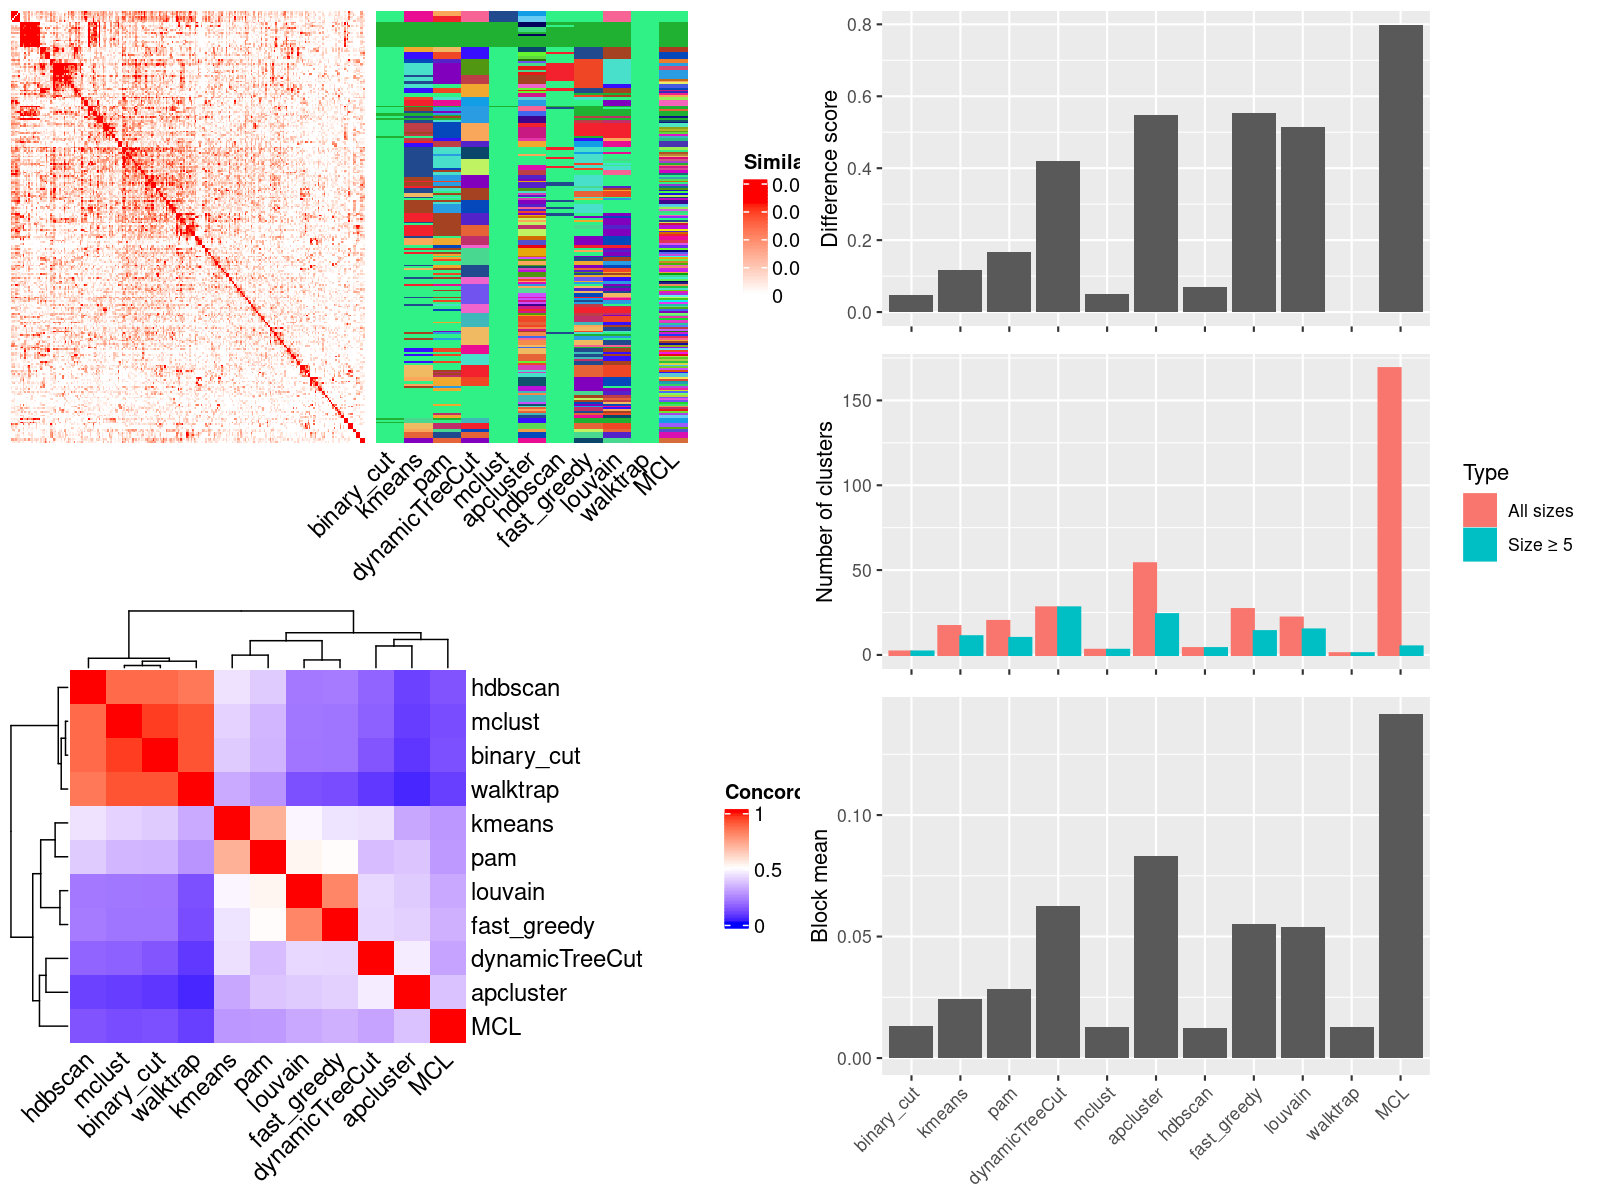 Simila
0.0
0.0
0.0
0.0
0
binary_cut
kmeans
pam
dynamicTreeCut
mclust
apcluster
hdbscan
fast_greedy
louvain
walktrap
MCL
hdbscan
mclust
binary_cut
walktrap
kmeans
pam
louvain
fast_greedy
dynamicTreeCut
apcluster
MCL
hdbscan
mclust
binary_cut
walktrap
kmeans
pam
louvain
fast_greedy
dynamicTreeCut
apcluster
MCL
Concord
1
0.5
0
Difference score
0.8
0.6
0.4
0.2
0.0
Number of clusters
150
100
50
0
Type
All sizes
Size ≥ 5
Block mean
0.10
0.05
0.00
binary_cut
kmeans
pam
dynamicTreeCut
mclust
apcluster
hdbscan
fast_greedy
louvain
walktrap
MCL